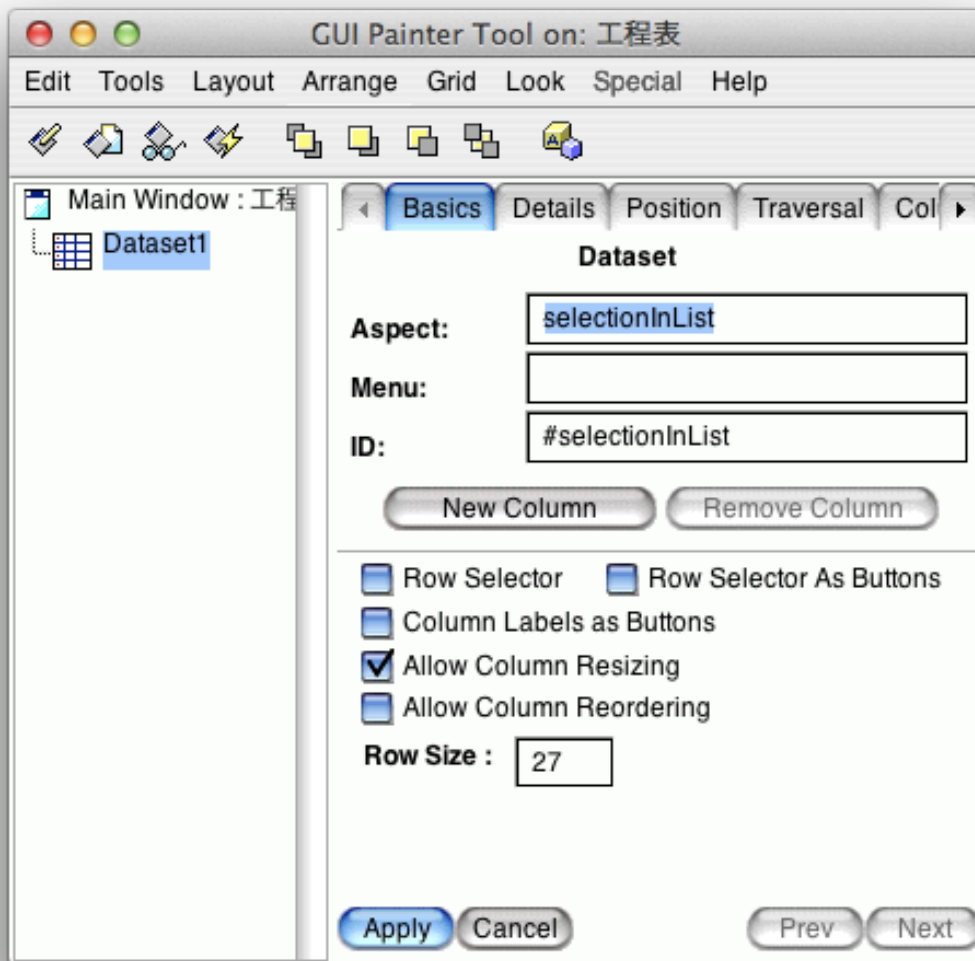 GUI Painter Tool on: 工程表
Edit Tools Layout Arrange Grid Look Special Help
Main Window : 工程
Dataset1
Basics Details Position Traversal Col
Dataset
Aspect: selectionInList
Menu:
ID: #selectionInList
New Column Remove Column
Row Selector Row Selector As Buttons
Column Labels as Buttons
Allow Column Resizing
Allow Column Reordering
Row Size : 27
Apply Cancel Prev Next